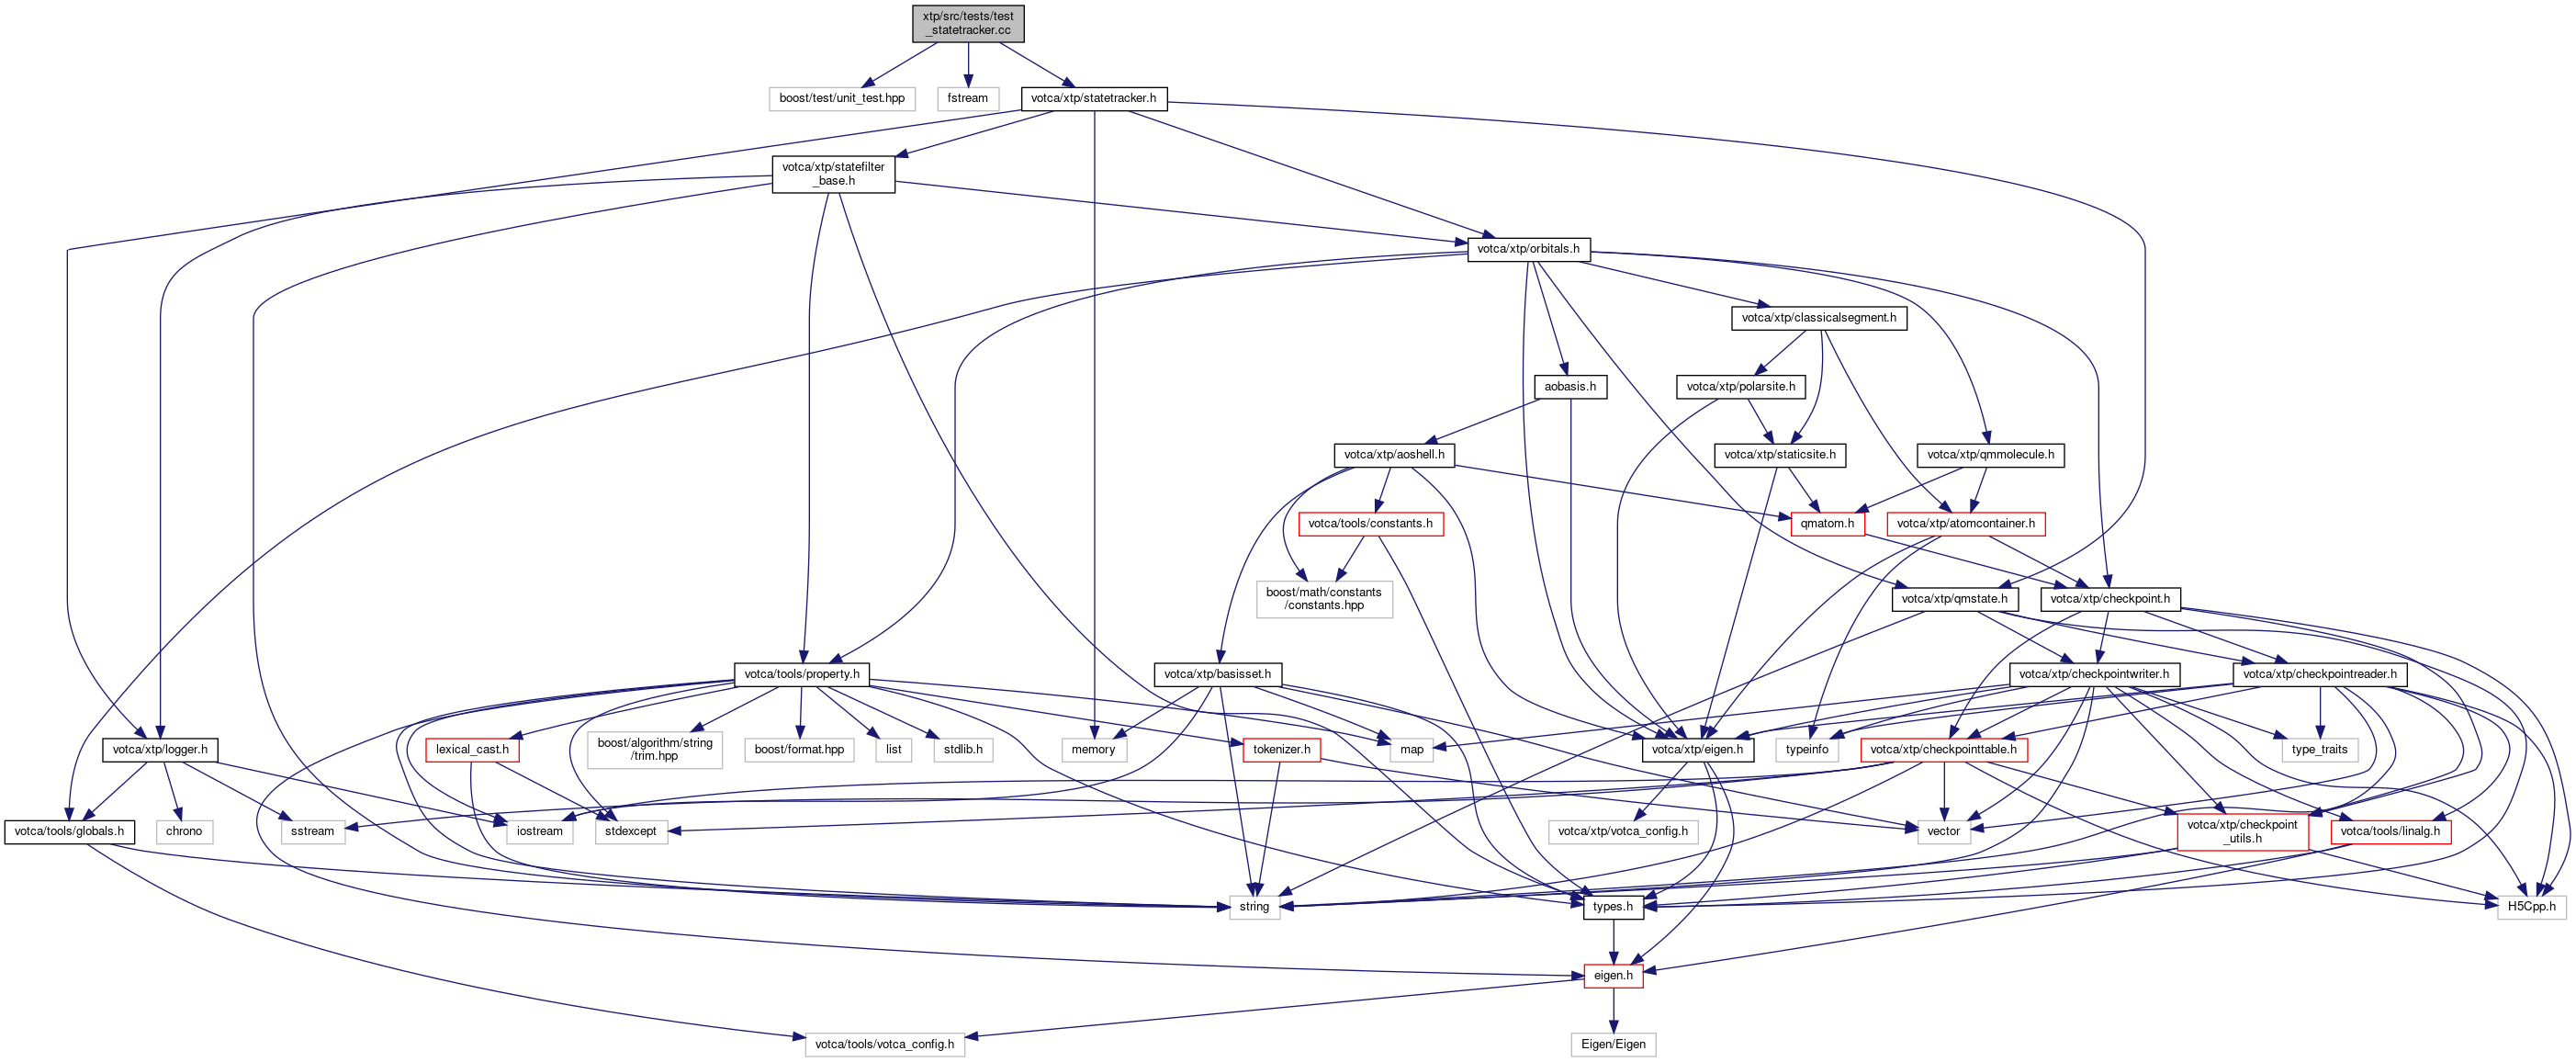 xtp/src/tests/test
_statetracker.cc
boost/test/unit_test.hpp
fstream
votca/xtp/statetracker.h
votca/xtp/statefilter
_base.h
votca/xtp/orbitals.h
votca/xtp/classicalsegment.h
aobasis.h
votca/xtp/polarsite.h
votca/xtp/aoshell.h
votca/xtp/staticsite.h
votca/xtp/qmmolecule.h
votca/tools/constants.h
qmatom.h
votca/xtp/atomcontainer.h
boost/math/constants
/constants.hpp
votca/xtp/qmstate.h
votca/xtp/checkpoint.h
votca/tools/property.h
votca/xtp/basisset.h
votca/xtp/checkpointwriter.h
votca/xtp/checkpointreader.h
votca/xtp/logger.h
lexical_cast.h
boost/algorithm/string
/trim.hpp
boost/format.hpp
list
stdlib.h
memory
tokenizer.h
map
votca/xtp/eigen.h
typeinfo
votca/xtp/checkpointtable.h
type_traits
votca/tools/globals.h
chrono
sstream
iostream
stdexcept
votca/xtp/votca_config.h
vector
votca/xtp/checkpoint
_utils.h
votca/tools/linalg.h
string
types.h
H5Cpp.h
eigen.h
votca/tools/votca_config.h
Eigen/Eigen